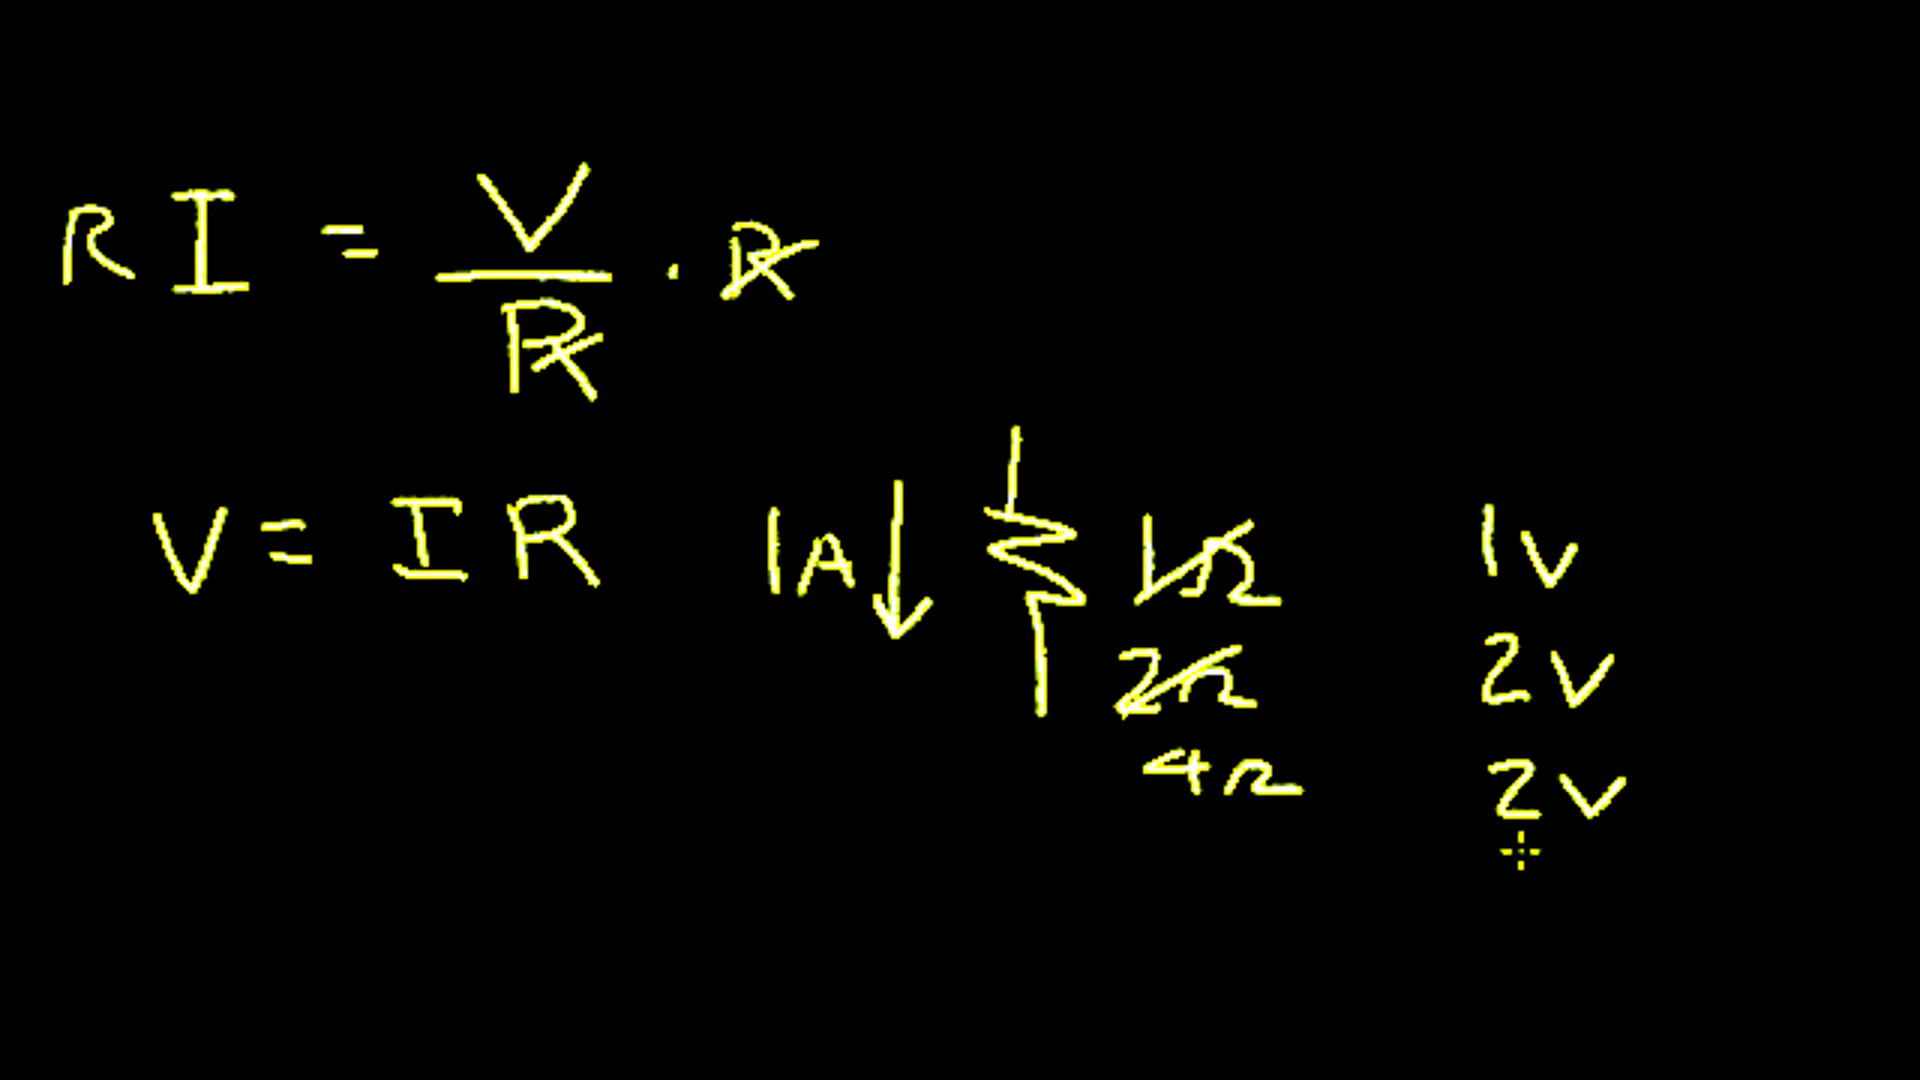 RI = V/R · R
V = IR 1A 1Ω 1V
2Ω 2V
4Ω 2V